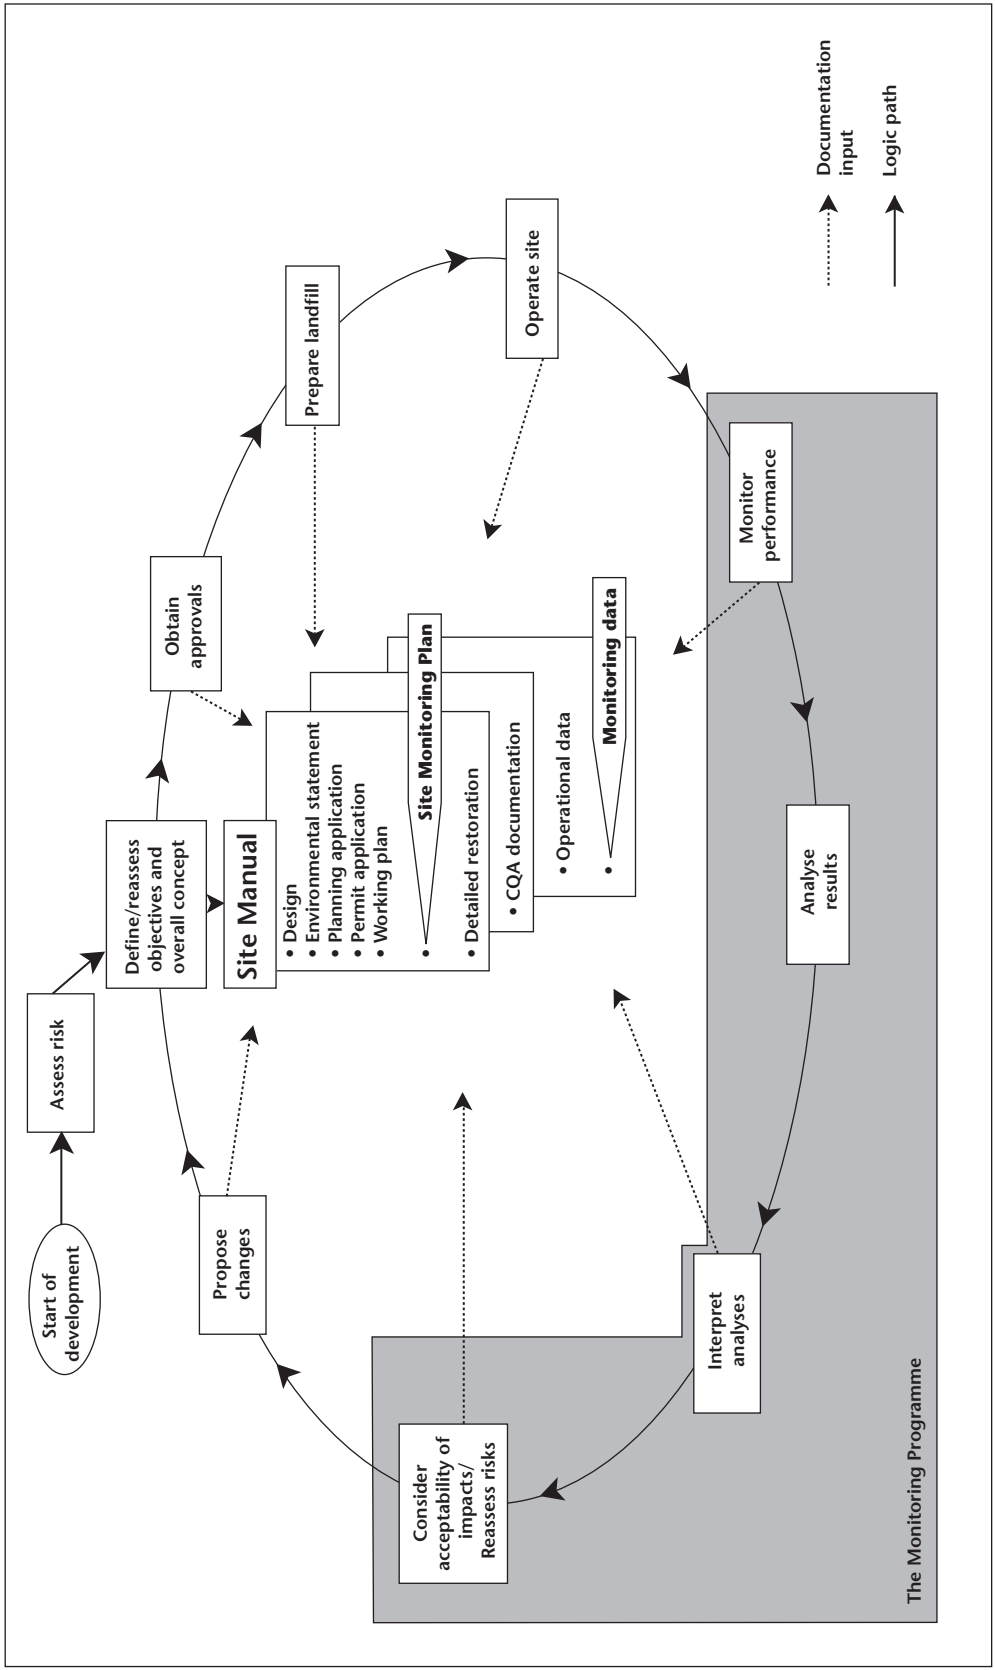 Start of
development
Assess risk
Define/reassess
objectives and
overall concept
Obtain
approvals
Prepare landfill
Operate site
Monitor
performance
Analyse
results
Interpret
analyses
Consider
acceptability of
impacts/
Reassess risks
Propose
changes
Site Manual
• Design
• Environmental statement
• Planning application
• Permit application
• Working plan
• Site Monitoring Plan
• Detailed restoration
• CQA documentation
• Operational data
• Monitoring data
The Monitoring Programme
Documentation
input
Logic path